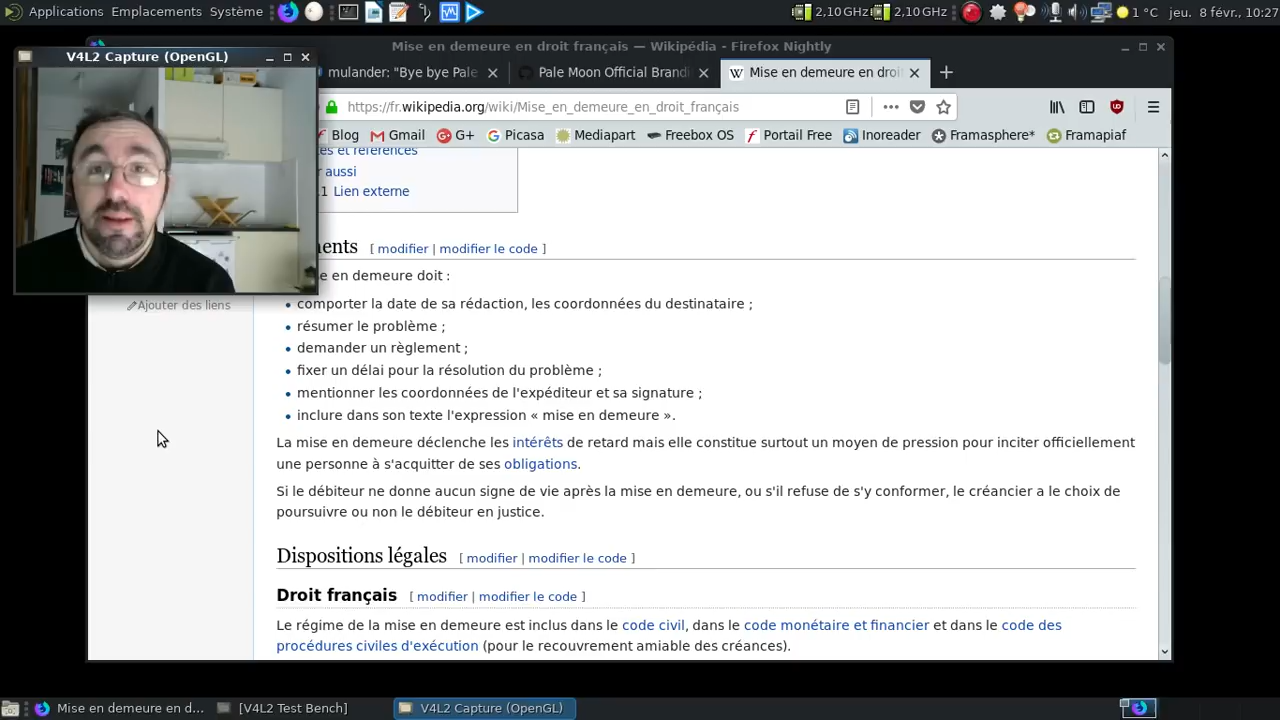 Applications Emplacements Système
2,10 GHz 2,10 GHz 1 °C jeu. 8 févr., 10:27
Mise en demeure en droit français — Wikipédia - Firefox Nightly
V4L2 Capture (OpenGL)
mulander: "Bye bye Pale
Pale Moon Official Brandi
Mise en demeure en droi
https://fr.wikipedia.org/wiki/Mise_en_demeure_en_droit_français
Blog Gmail G+ Picasa Mediapart Freebox OS Portail Free Inoreader Framasphere* Framapiaf
tes et références
r aussi
.1 Lien externe
ments [ modifier | modifier le code ]
e en demeure doit :
Ajouter des liens
• comporter la date de sa rédaction, les coordonnées du destinataire ;
• résumer le problème ;
• demander un règlement ;
• fixer un délai pour la résolution du problème ;
• mentionner les coordonnées de l'expéditeur et sa signature ;
• inclure dans son texte l'expression « mise en demeure ».
La mise en demeure déclenche les intérêts de retard mais elle constitue surtout un moyen de pression pour inciter officiellement
une personne à s'acquitter de ses obligations.
Si le débiteur ne donne aucun signe de vie après la mise en demeure, ou s'il refuse de s'y conformer, le créancier a le choix de
poursuivre ou non le débiteur en justice.
Dispositions légales [ modifier | modifier le code ]
Droit français [ modifier | modifier le code ]
Le régime de la mise en demeure est inclus dans le code civil, dans le code monétaire et financier et dans le code des
procédures civiles d'exécution (pour le recouvrement amiable des créances).
Mise en demeure en d... [V4L2 Test Bench] V4L2 Capture (OpenGL)